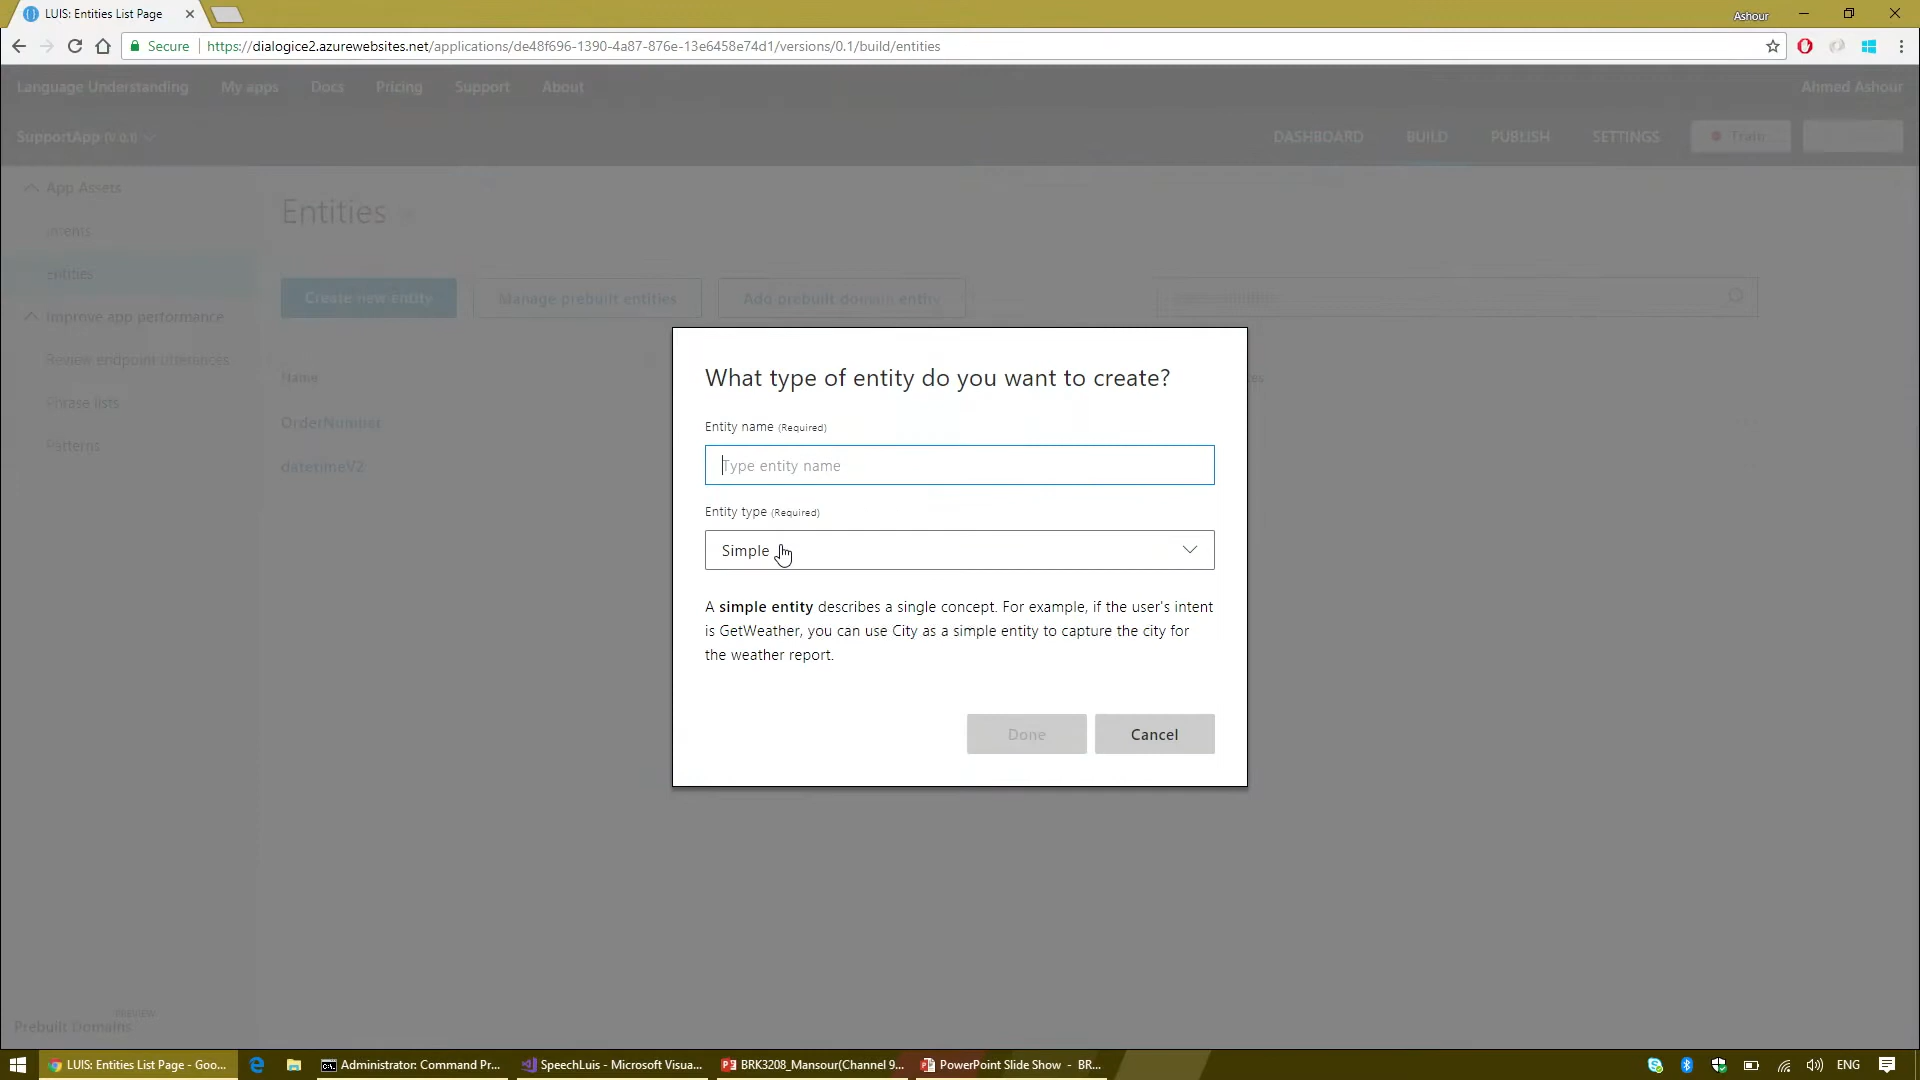 LUIS: Entities List Page
Ashour
Secure
https://dialogice2.azurewebsites.net/applications/de48f696-1390-4a87-876e-13e6458e74d1/versions/0.1/build/entities
Language Understanding
My apps
Docs
Pricing
Support
About
Ahmed Ashour
SupportApp (V 0.1)
DASHBOARD
BUILD
PUBLISH
SETTINGS
Train
App Assets
Intents
Entities
Improve app performance
Review endpoint utterances
Phrase lists
Patterns
Entities
Create new entity
Manage prebuilt entities
Add prebuilt domain entity
Name
OrderNumber
datetimeV2
What type of entity do you want to create?
Entity name (Required)
Type entity name
Entity type (Required)
Simple
A simple entity describes a single concept. For example, if the user's intent
is GetWeather, you can use City as a simple entity to capture the city for
the weather report.
Done
Cancel
PREVIEW
Prebuilt Domains
LUIS: Entities List Page - Goo...
Administrator: Command Pr...
SpeechLuis - Microsoft Visua...
BRK3208_Mansour(Channel 9...
PowerPoint Slide Show - BR...
ENG